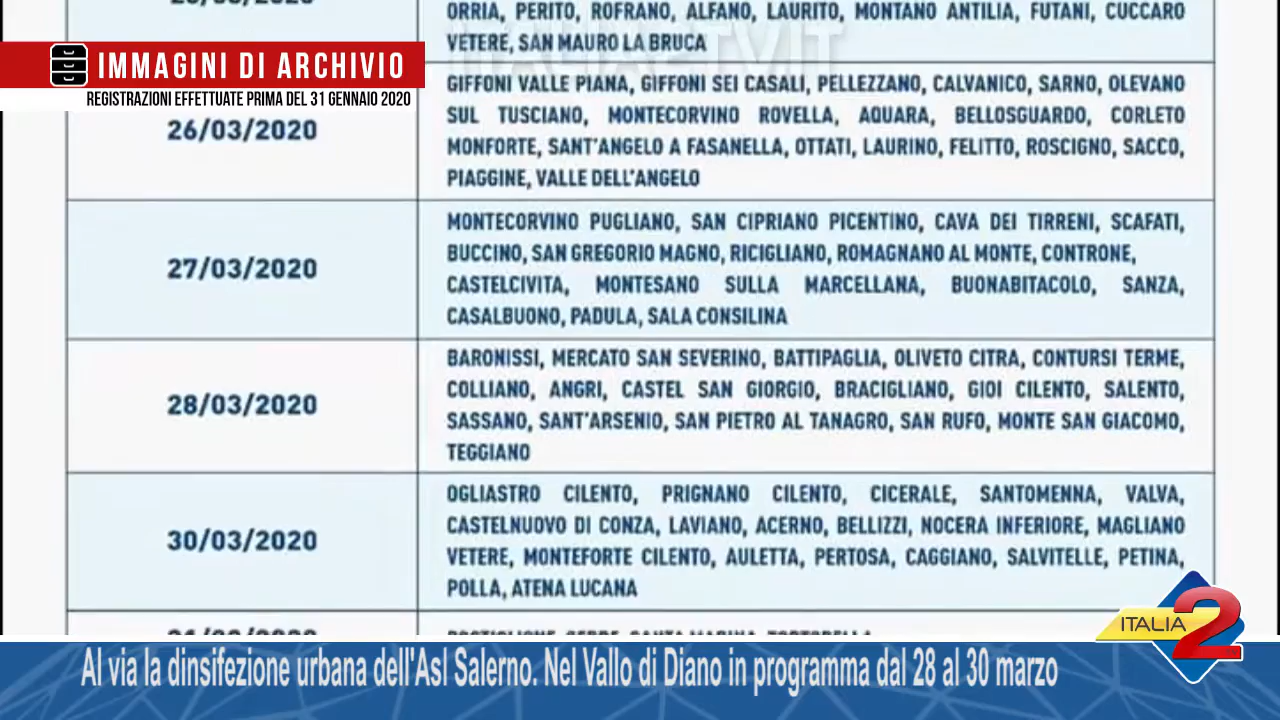 ORRIA, PERITO, ROFRANO, ALFANO, LAURITO, MONTANO ANTILIA, FUTANI, CUCCARO
VETERE, SAN MAURO LA BRUCA
IMMAGINI DI ARCHIVIO
REGISTRAZIONI EFFETTUATE PRIMA DEL 31 GENNAIO 2020
26/03/2020
GIFFONI VALLE PIANA, GIFFONI SEI CASALI, PELLEZZANO, CALVANICO, SARNO, OLEVANO
SUL TUSCIANO, MONTECORVINO ROVELLA, AQUARA, BELLOSGUARDO, CORLETO
MONFORTE, SANT'ANGELO A FASANELLA, OTTATI, LAURINO, FELITTO, ROSCIGNO, SACCO,
PIAGGINE, VALLE DELL'ANGELO
27/03/2020
MONTECORVINO PUGLIANO, SAN CIPRIANO PICENTINO, CAVA DEI TIRRENI, SCAFATI,
BUCCINO, SAN GREGORIO MAGNO, RICIGLIANO, ROMAGNANO AL MONTE, CONTRONE,
CASTELCIVITA, MONTESANO SULLA MARCELLANA, BUONABITACOLO, SANZA,
CASALBUONO, PADULA, SALA CONSILINA
28/03/2020
BARONISSI, MERCATO SAN SEVERINO, BATTIPAGLIA, OLIVETO CITRA, CONTURSI TERME,
COLLIANO, ANGRI, CASTEL SAN GIORGIO, BRACIGLIANO, GIOI CILENTO, SALENTO,
SASSANO, SANT'ARSENIO, SAN PIETRO AL TANAGRO, SAN RUFO, MONTE SAN GIACOMO,
TEGGIANO
30/03/2020
OGLIASTRO CILENTO, PRIGNANO CILENTO, CICERALE, SANTOMENNA, VALVA,
CASTELNUOVO DI CONZA, LAVIANO, ACERNO, BELLIZZI, NOCERA INFERIORE, MAGLIANO
VETERE, MONTEFORTE CILENTO, AULETTA, PERTOSA, CAGGIANO, SALVITELLE, PETINA,
POLLA, ATENA LUCANA
ITALIA 2
Al via la dinsifezione urbana dell'Asl Salerno. Nel Vallo di Diano in programma dal 28 al 30 marzo